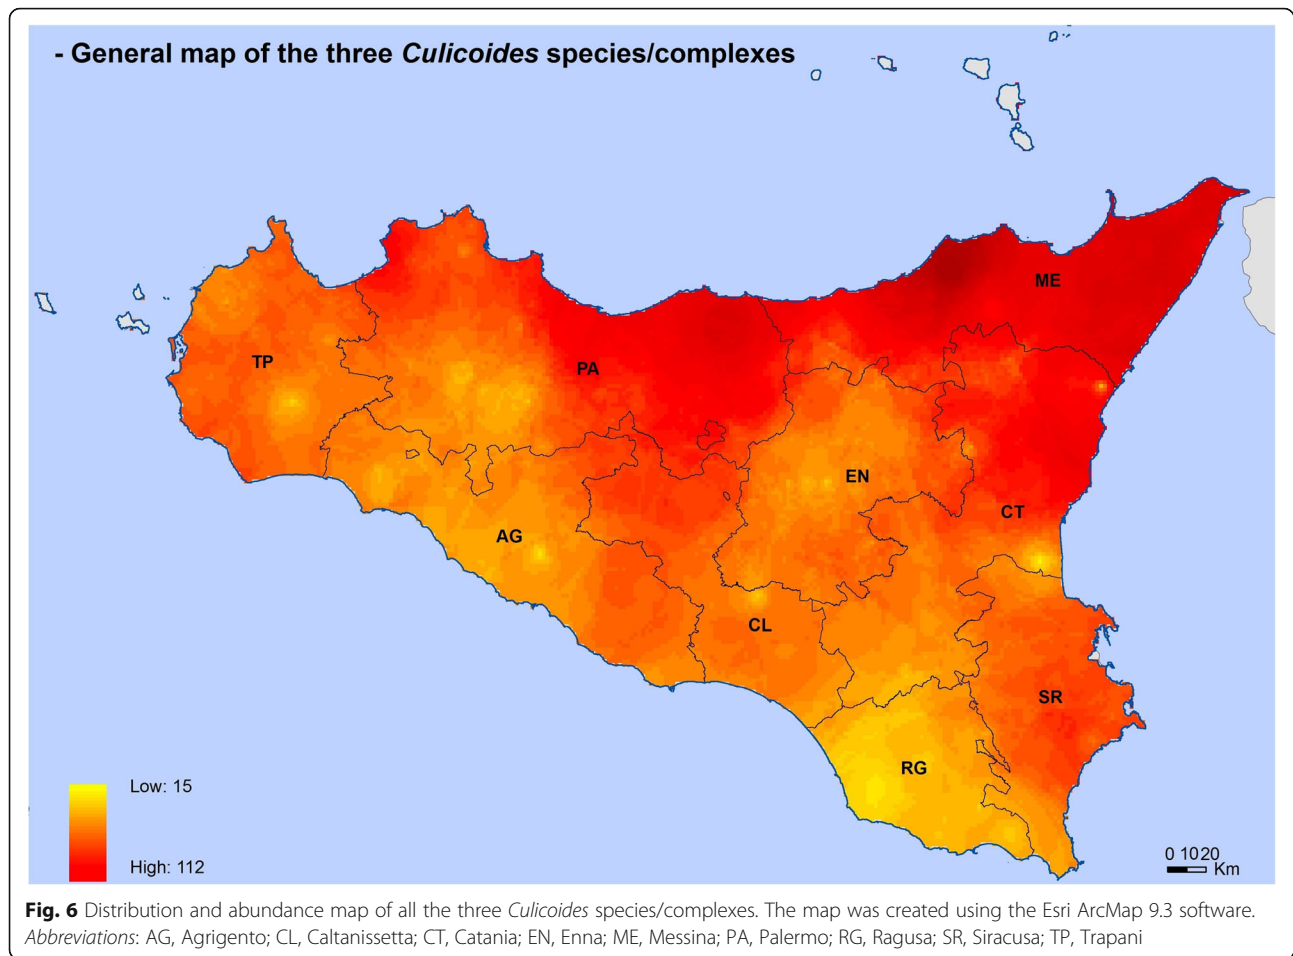 - General map of the three Culicoides species/complexes
ME
TP
PA
EN
CT
AG
CL
SR
RG
Low: 15
High: 112
0 10 20
Km
Fig. 6 Distribution and abundance map of all the three Culicoides species/complexes. The map was created using the Esri ArcMap 9.3 software.
Abbreviations: AG, Agrigento; CL, Caltanissetta; CT, Catania; EN, Enna; ME, Messina; PA, Palermo; RG, Ragusa; SR, Siracusa; TP, Trapani